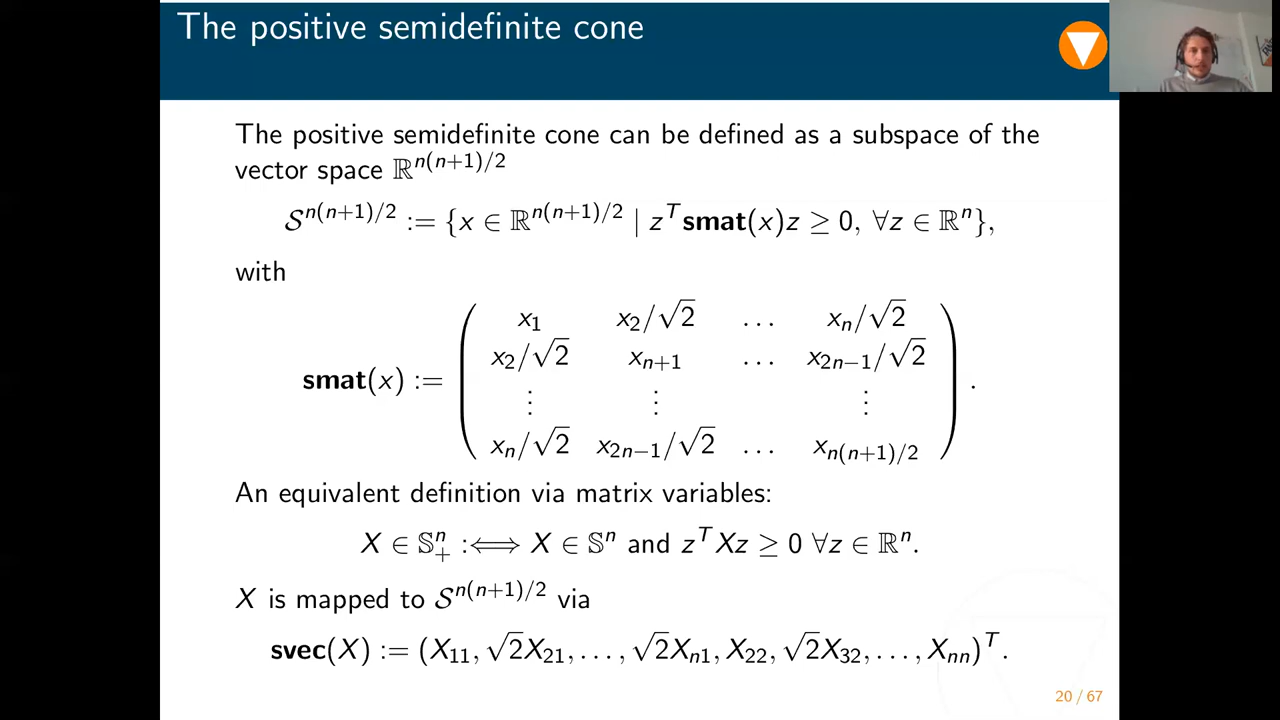 The positive semidefinite cone
The positive semidefinite cone can be defined as a subspace of the
vector space ℝ^{n(n+1)/2}
𝒮^{n(n+1)/2} := {x ∈ ℝ^{n(n+1)/2} | z^T smat(x)z ≥ 0, ∀z ∈ ℝ^n},
with
smat(x) := ( x_1 x_2/√2 … x_n/√2
x_2/√2 x_{n+1} … x_{2n−1}/√2
⋮ ⋮ ⋮
x_n/√2 x_{2n−1}/√2 … x_{n(n+1)/2} ) .
An equivalent definition via matrix variables:
X ∈ 𝕊^n_+ :⟺ X ∈ 𝕊^n and z^T Xz ≥ 0 ∀z ∈ ℝ^n.
X is mapped to 𝒮^{n(n+1)/2} via
svec(X) := (X_{11}, √2X_{21}, …, √2X_{n1}, X_{22}, √2X_{32}, …, X_{nn})^T.
20 / 67